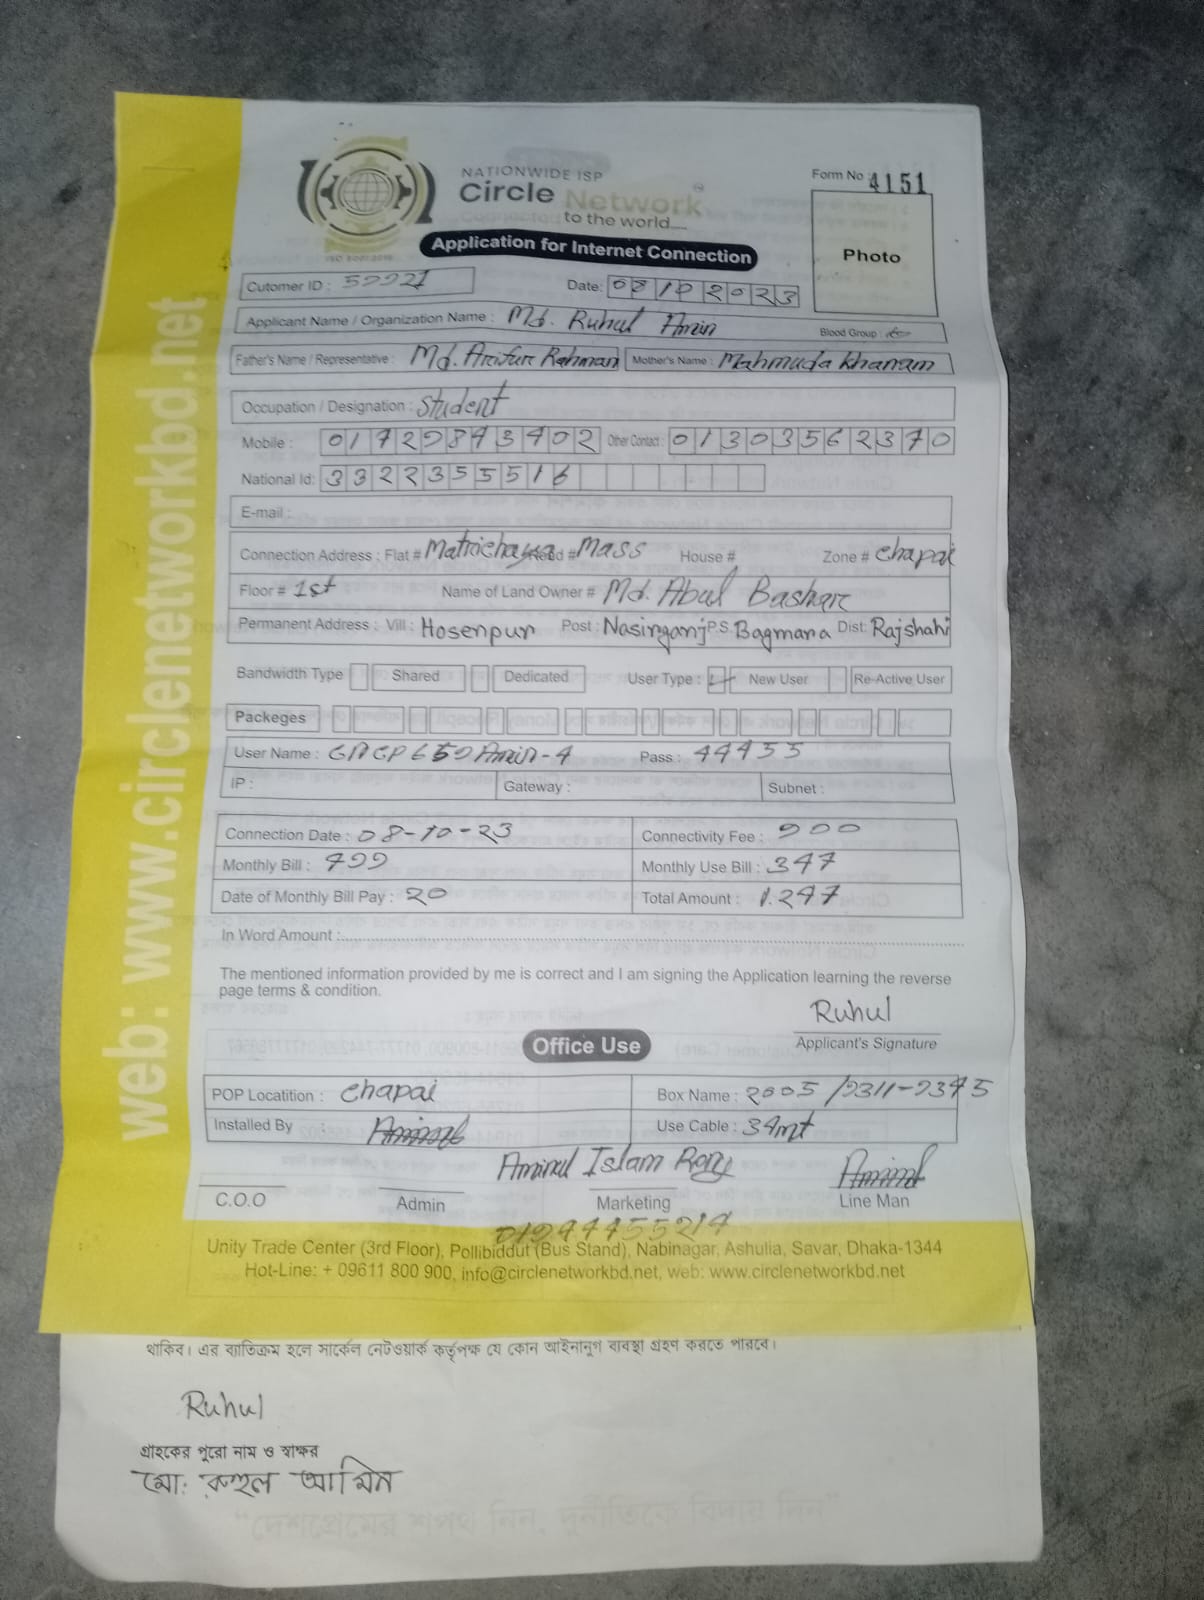 NATIONWIDE ISP
Circle Network
to the world.....
Form No : 4151
Application for Internet Connection
Photo
Cutomer ID :
Date: 08 10 2023
Applicant Name / Organization Name : Md. Ruhul Amin
Blood Group :
Father's Name / Representative : Md. Arifur Rahman Mother's Name : Mahmuda Khanam
Occupation / Designation : Student
Mobile : Other Contact : 01303562370
National Id: 3322355516
E-mail :
Connection Address : Flat # Matrichaya Road # Mass House # Zone # Chapai
Floor # 1st Name of Land Owner # Md. Abul Bashar
Permanent Address : Vill : Hosenpur Post : Nasirganj P.S. Bagmara Dist: Rajshahi
Bandwidth Type Shared Dedicated User Type : New User Re-Active User
Packeges
User Name : Pass : 44455
IP : Gateway : Subnet :
Connection Date : 08-10-23 Connectivity Fee : 900
Monthly Bill : Monthly Use Bill : 347
Date of Monthly Bill Pay : 20 Total Amount : 1.247
In Word Amount :
The mentioned information provided by me is correct and I am signing the Application learning the reverse
page terms & condition.
Ruhul
Applicant's Signature
Office Use
POP Locatition : Chapai Box Name :
Installed By : Use Cable : 34mt
Aminul Islam Rony
C.O.O Admin Marketing Line Man
Unity Trade Center (3rd Floor), Pollibiddut (Bus Stand), Nabinagar, Ashulia, Savar, Dhaka-1344
Hot-Line: + 09611 800 900, info@circlenetworkbd.net, web: www.circlenetworkbd.net
web: www.circlenetworkbd.net
থাকিব। এর ব্যতিক্রম হলে সার্কেল নেটওয়ার্ক কর্তৃপক্ষ যে কোন আইনানুগ ব্যবস্থা গ্রহণ করতে পারবে।
Ruhul
গ্রাহকের পুরো নাম ও স্বাক্ষর
মো: রুহুল আমিন
"দেশপ্রেমের শপথ নিন, দুর্নীতিকে বিদায় দিন"